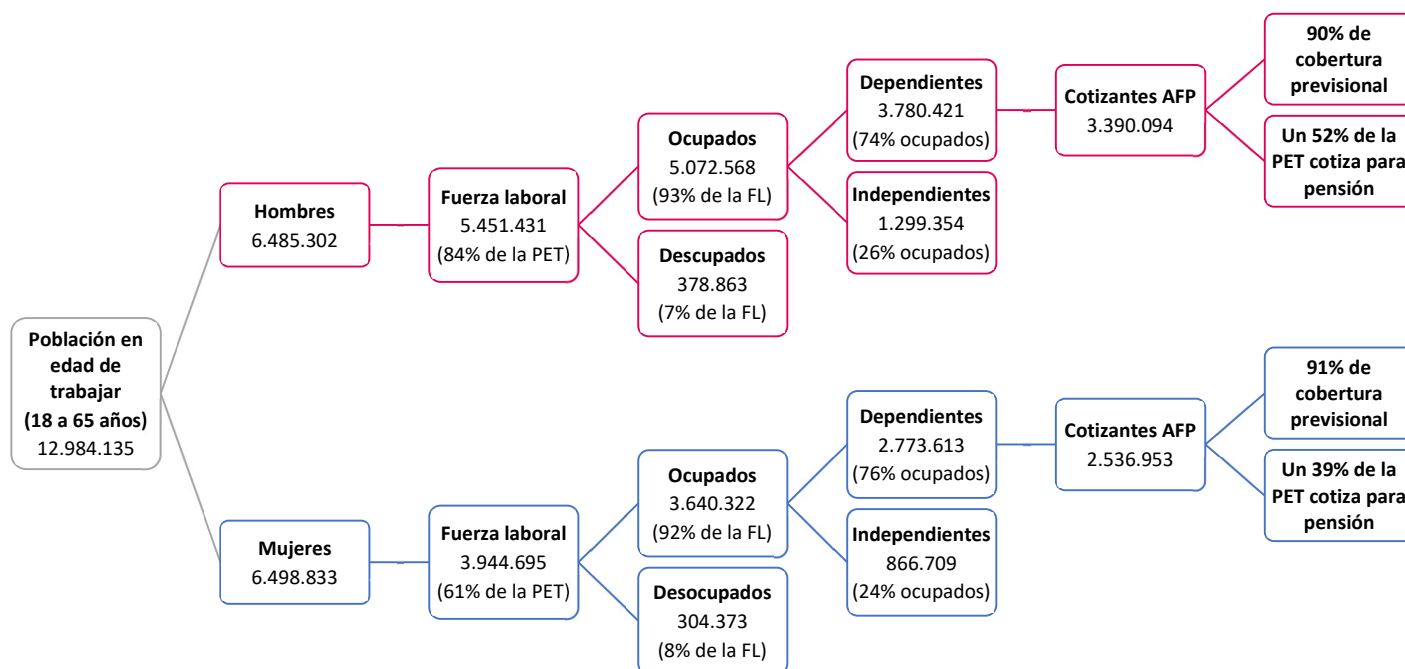 Población en
edad de
trabajar
(18 a 65 años)
12.984.135
Hombres
6.485.302
Fuerza laboral
5.451.431
(84% de la PET)
Ocupados
5.072.568
(93% de la FL)
Descupados
378.863
(7% de la FL)
Dependientes
3.780.421
(74% ocupados)
Independientes
1.299.354
(26% ocupados)
Cotizantes AFP
3.390.094
90% de
cobertura
previsional
Un 52% de la
PET cotiza para
pensión
Mujeres
6.498.833
Fuerza laboral
3.944.695
(61% de la PET)
Ocupados
3.640.322
(92% de la FL)
Desocupados
304.373
(8% de la FL)
Dependientes
2.773.613
(76% ocupados)
Independientes
866.709
(24% ocupados)
Cotizantes AFP
2.536.953
91% de
cobertura
previsional
Un 39% de la
PET cotiza para
pensión